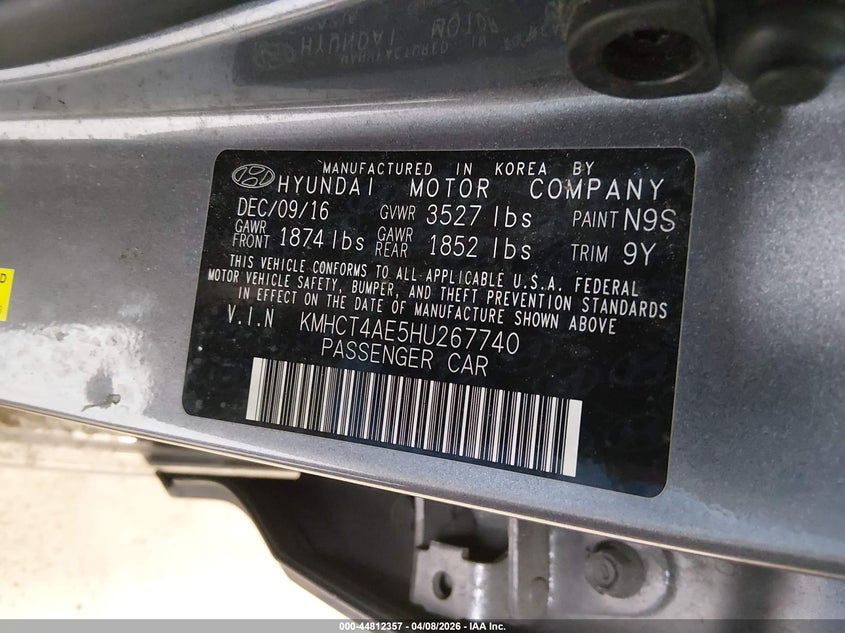 MANUFACTURED IN KOREA BY
HYUNDAI MOTOR COMPANY
DEC/09/16 GVWR 3527 lbs PAINT N9S
GAWR FRONT 1874 lbs GAWR REAR 1852 lbs TRIM 9Y
THIS VEHICLE CONFORMS TO ALL APPLICABLE U.S.A. FEDERAL
MOTOR VEHICLE SAFETY, BUMPER, AND THEFT PREVENTION STANDARDS
IN EFFECT ON THE DATE OF MANUFACTURE SHOWN ABOVE
V.I.N KMHCT4AE5HU267740
PASSENGER CAR
000-44812357 - 04/08/2026 - IAA Inc.